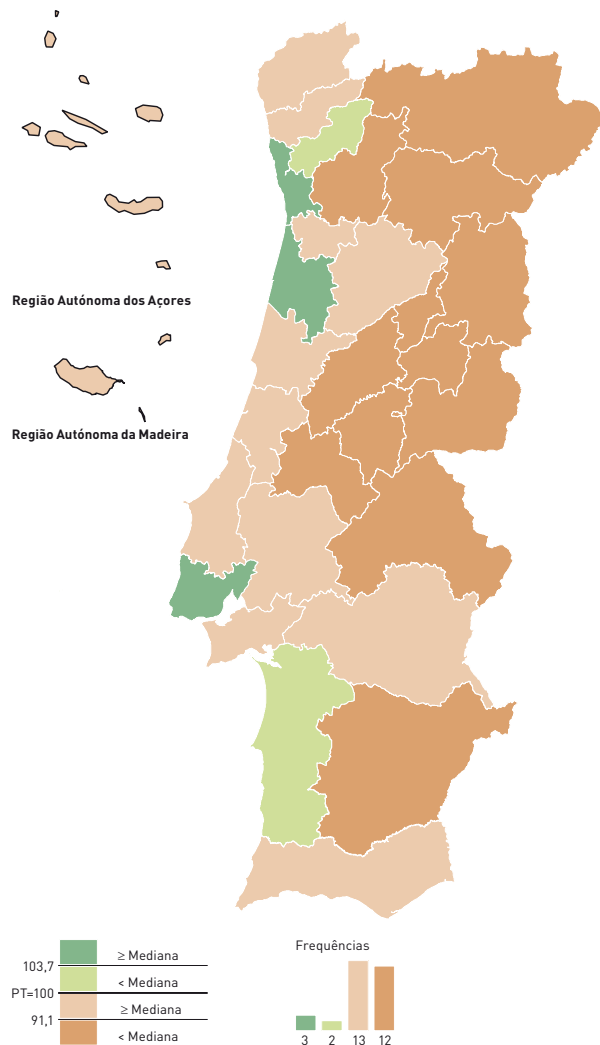 Região Autónoma dos Açores
Região Autónoma da Madeira
≥ Mediana
103,7
< Mediana
PT=100
≥ Mediana
91,1
< Mediana
Frequências
3 2 13 12